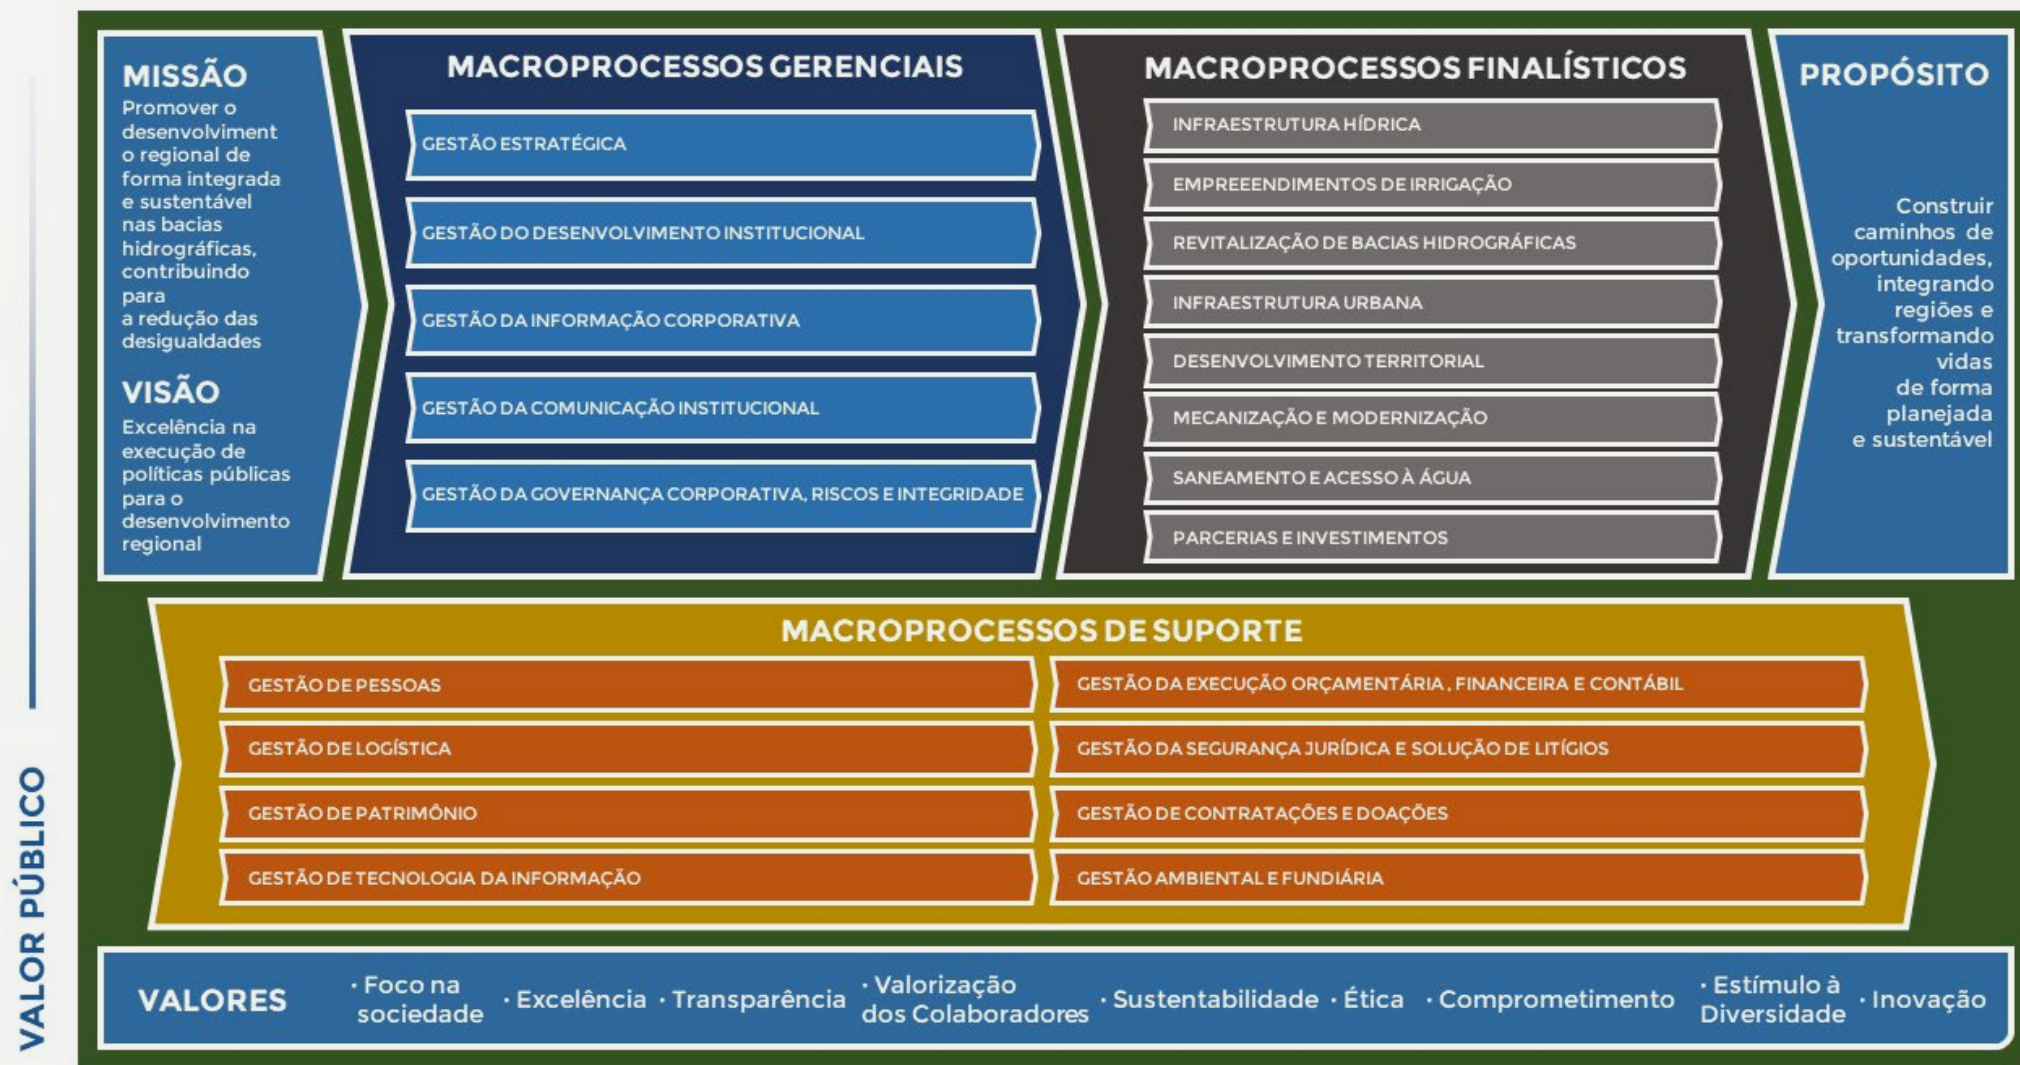 MISSÃO
Promover o
desenvolviment
o regional de
forma integrada
e sustentável
nas bacias
hidrográficas,
contribuindo
para
a redução das
desigualdades
VISÃO
Excelência na
execução de
políticas públicas
para o
desenvolvimento
regional
MACROPROCESSOS GERENCIAIS
GESTÃO ESTRATÉGICA
GESTÃO DO DESENVOLVIMENTO INSTITUCIONAL
GESTÃO DA INFORMAÇÃO CORPORATIVA
GESTÃO DA COMUNICAÇÃO INSTITUCIONAL
GESTÃO DA GOVERNANÇA CORPORATIVA, RISCOS E INTEGRIDADE
MACROPROCESSOS FINALÍSTICOS
INFRAESTRUTURA HÍDRICA
EMPREEENDIMENTOS DE IRRIGAÇÃO
REVITALIZAÇÃO DE BACIAS HIDROGRÁFICAS
INFRAESTRUTURA URBANA
DESENVOLVIMENTO TERRITORIAL
MECANIZAÇÃO E MODERNIZAÇÃO
SANEAMENTO E ACESSO À ÁGUA
PARCERIAS E INVESTIMENTOS
PROPÓSITO
Construir
caminhos de
oportunidades,
integrando
regiões e
transformando
vidas
de forma
planejada
e sustentável
MACROPROCESSOS DE SUPORTE
GESTÃO DE PESSOAS
GESTÃO DE LOGÍSTICA
GESTÃO DE PATRIMÔNIO
GESTÃO DE TECNOLOGIA DA INFORMAÇÃO
GESTÃO DA EXECUÇÃO ORÇAMENTÁRIA , FINANCEIRA E CONTÁBIL
GESTÃO DA SEGURANÇA JURÍDICA E SOLUÇÃO DE LITÍGIOS
GESTÃO DE CONTRATAÇÕES E DOAÇÕES
GESTÃO AMBIENTAL E FUNDIÁRIA
VALORES
· Foco na
sociedade
· Excelência
· Transparência
· Valorização
dos Colaboradores
· Sustentabilidade
· Ética
· Comprometimento
· Estímulo à
Diversidade
· Inovação
VALOR PÚBLICO